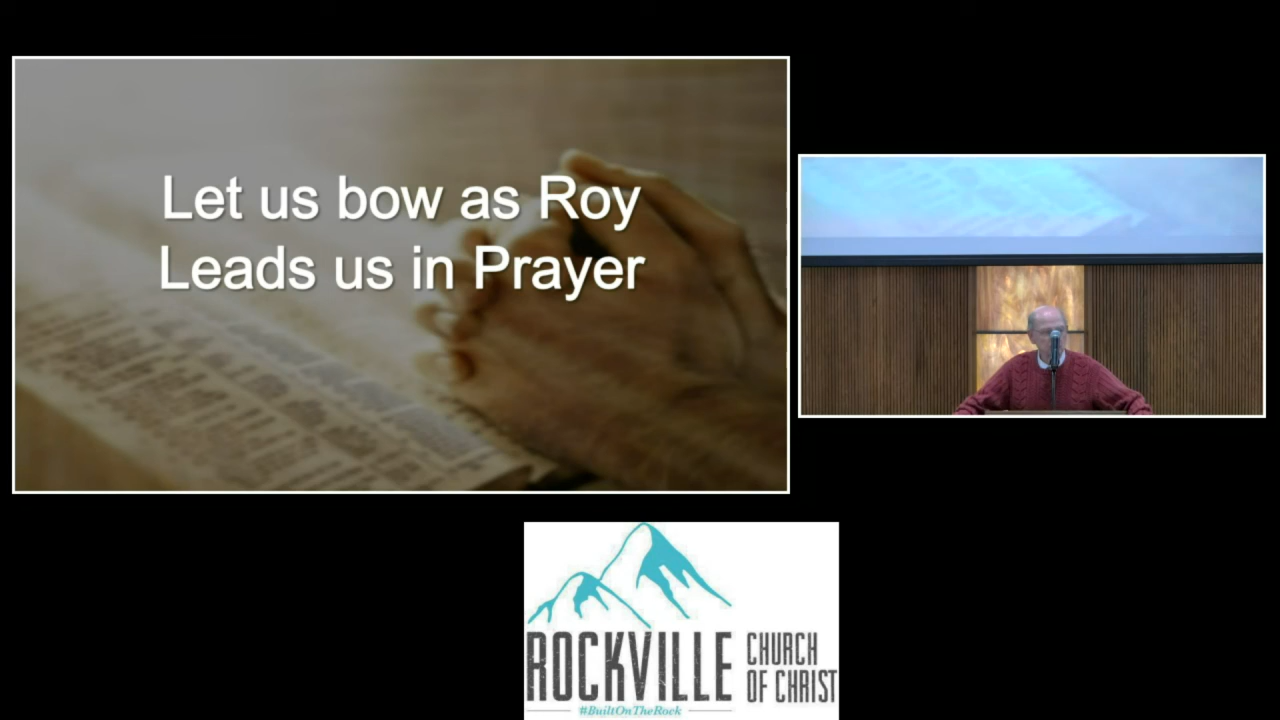 Let us bow as Roy
Leads us in Prayer
ROCKVILLE
CHURCH
OF CHRIST
#BuiltOnTheRock